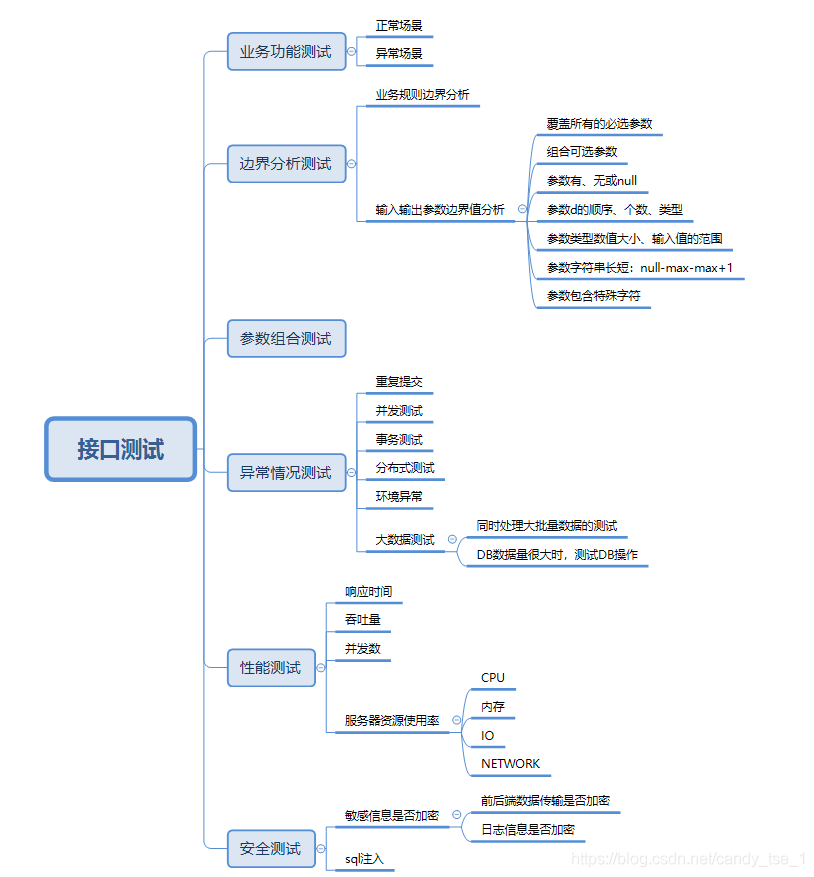 接口测试
业务功能测试
正常场景
异常场景
边界分析测试
业务规则边界分析
输入输出参数边界值分析
覆盖所有的必选参数
组合可选参数
参数有、无或null
参数d的顺序、个数、类型
参数类型数值大小、输入值的范围
参数字符串长短：null-max-max+1
参数包含特殊字符
参数组合测试
异常情况测试
重复提交
并发测试
事务测试
分布式测试
环境异常
大数据测试
同时处理大批量数据的测试
DB数据量很大时，测试DB操作
性能测试
响应时间
吞吐量
并发数
服务器资源使用率
CPU
内存
IO
NETWORK
安全测试
敏感信息是否加密
前后端数据传输是否加密
日志信息是否加密
sql注入
https://blog.csdn.net/candy_tse_1